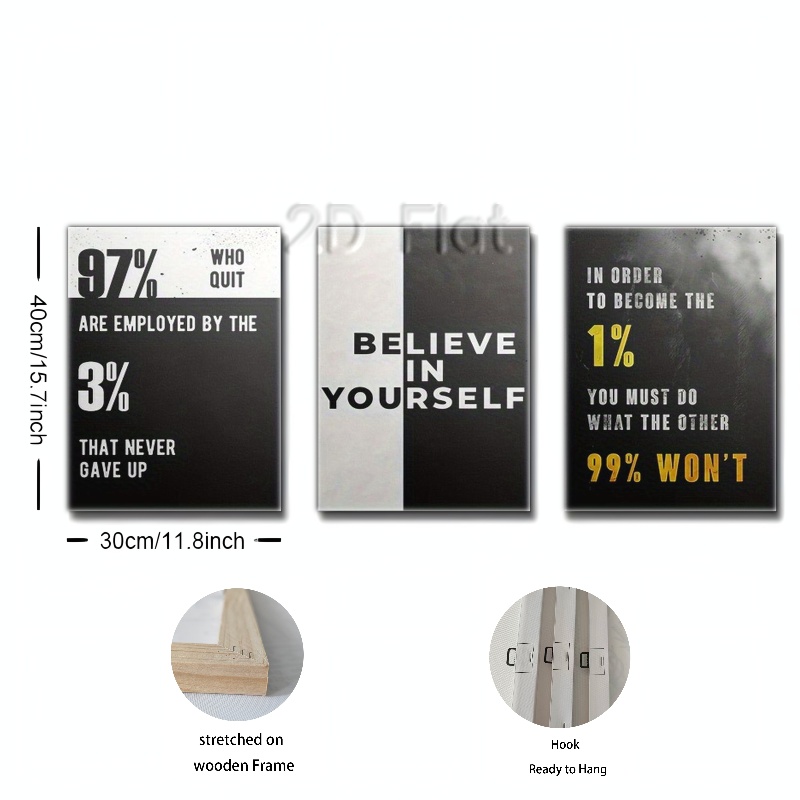 2D Flat
97%
WHO
QUIT
ARE EMPLOYED BY THE
3%
THAT NEVER
GAVE UP
BELIEVE
IN
YOURSELF
IN ORDER
TO BECOME THE
1%
YOU MUST DO
WHAT THE OTHER
99% WON'T
40cm/15.7inch
30cm/11.8inch
stretched on
wooden Frame
Hook
Ready to Hang